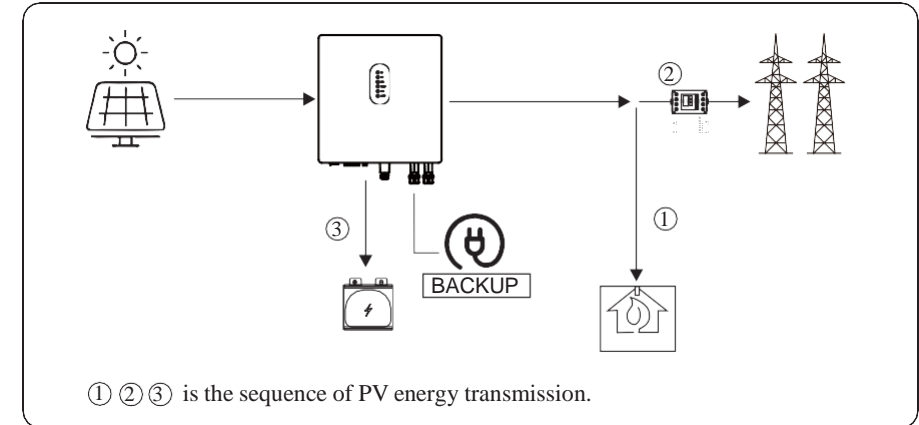 ②
①
③
BACKUP
① ② ③ is the sequence of PV energy transmission.